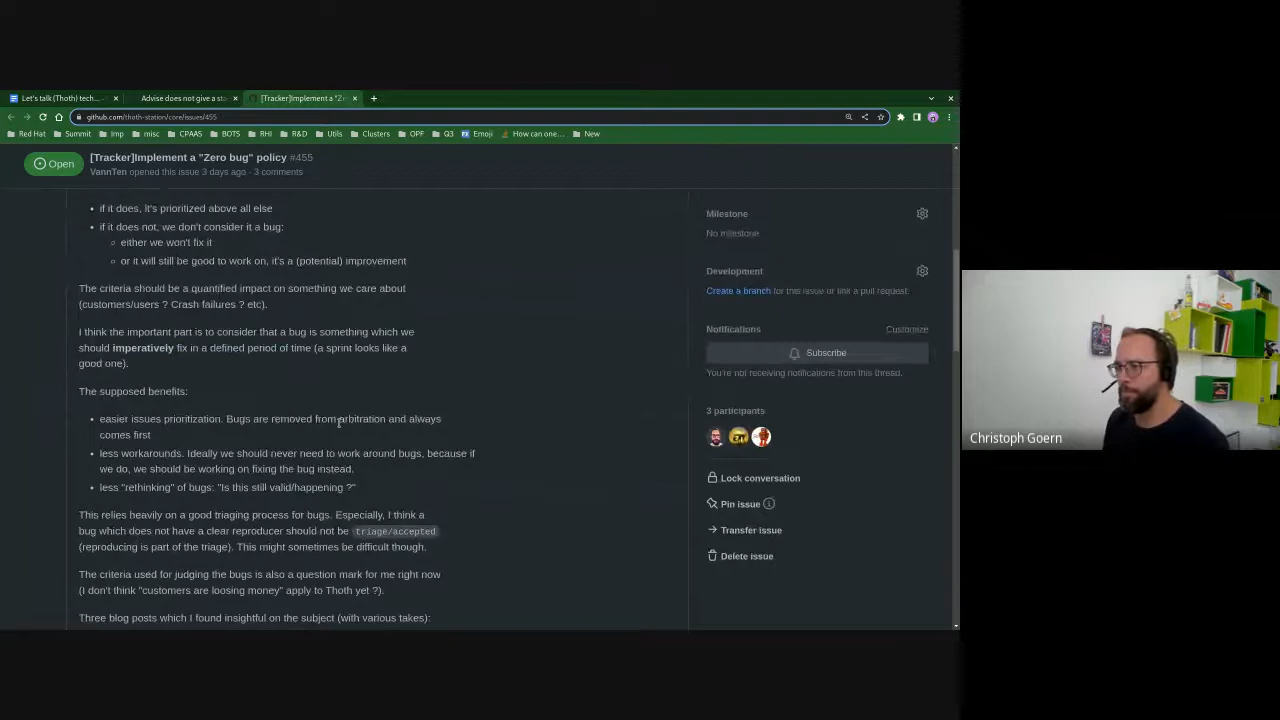 Let's talk (Thoth) tech...
Advise does not give a sta
[Tracker]Implement a "Ze
github.com/thoth-station/core/issues/455
Red Hat
Summit
Imp
misc
CPAAS
BOTS
RHI
R&D
Utils
Clusters
OPF
Q3
Emoji
How can one...
New
Open
[Tracker]Implement a "Zero bug" policy #455
VannTen opened this issue 3 days ago · 3 comments
if it does, It's prioritized above all else
if it does not, we don't consider it a bug:
either we won't fix it
or it will still be good to work on, it's a (potential) improvement
The criteria should be a quantified impact on something we care about
(customers/users ? Crash failures ? etc).
I think the important part is to consider that a bug is something which we
should imperatively fix in a defined period of time (a sprint looks like a
good one).
The supposed benefits:
easier issues prioritization. Bugs are removed from arbitration and always
comes first
less workarounds. Ideally we should never need to work around bugs, because if
we do, we should be working on fixing the bug instead.
less "rethinking" of bugs: "Is this still valid/happening ?"
This relies heavily on a good triaging process for bugs. Especially, I think a
bug which does not have a clear reproducer should not be triage/accepted
(reproducing is part of the triage). This might sometimes be difficult though.
The criteria used for judging the bugs is also a question mark for me right now
(I don't think "customers are loosing money" apply to Thoth yet ?).
Three blog posts which I found insightful on the subject (with various takes):
Milestone
No milestone
Development
Create a branch for this issue or link a pull request.
Notifications
Customize
Subscribe
You're not receiving notifications from this thread.
3 participants
Lock conversation
Pin issue
Transfer issue
Delete issue
Christoph Goern